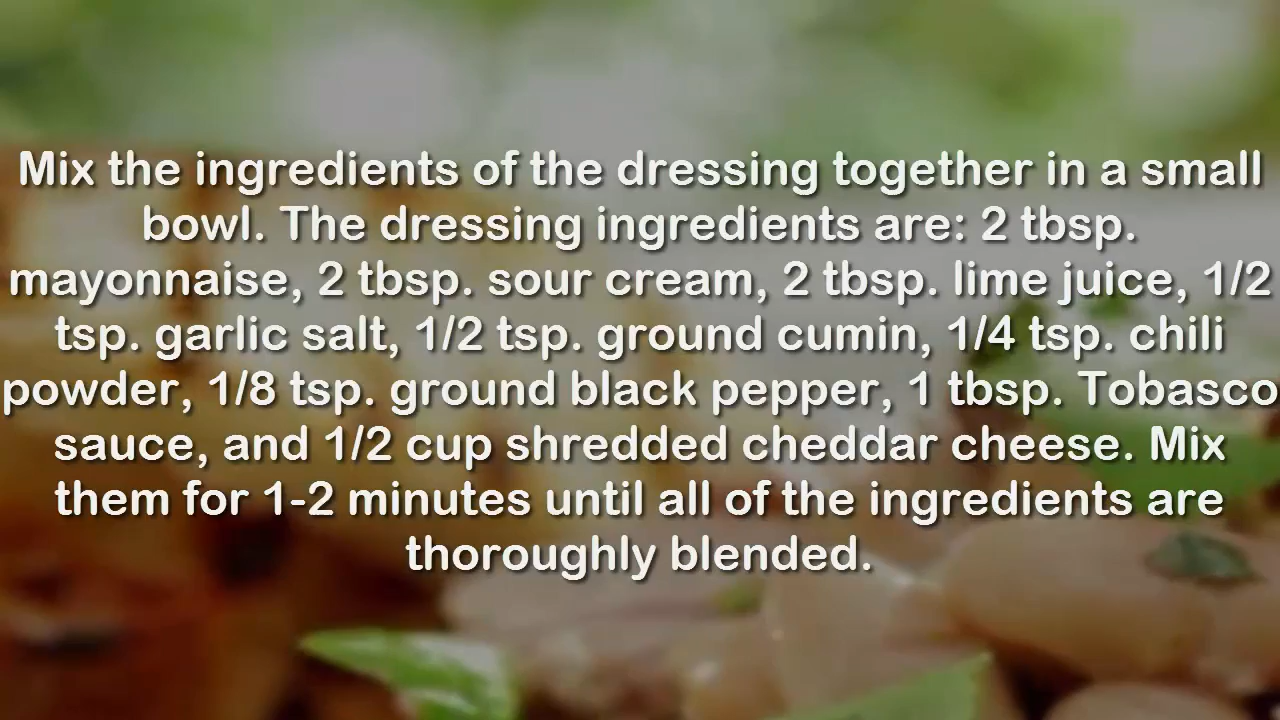 Mix the ingredients of the dressing together in a small
bowl. The dressing ingredients are: 2 tbsp.
mayonnaise, 2 tbsp. sour cream, 2 tbsp. lime juice, 1/2
tsp. garlic salt, 1/2 tsp. ground cumin, 1/4 tsp. chili
powder, 1/8 tsp. ground black pepper, 1 tbsp. Tobasco
sauce, and 1/2 cup shredded cheddar cheese. Mix
them for 1-2 minutes until all of the ingredients are
thoroughly blended.